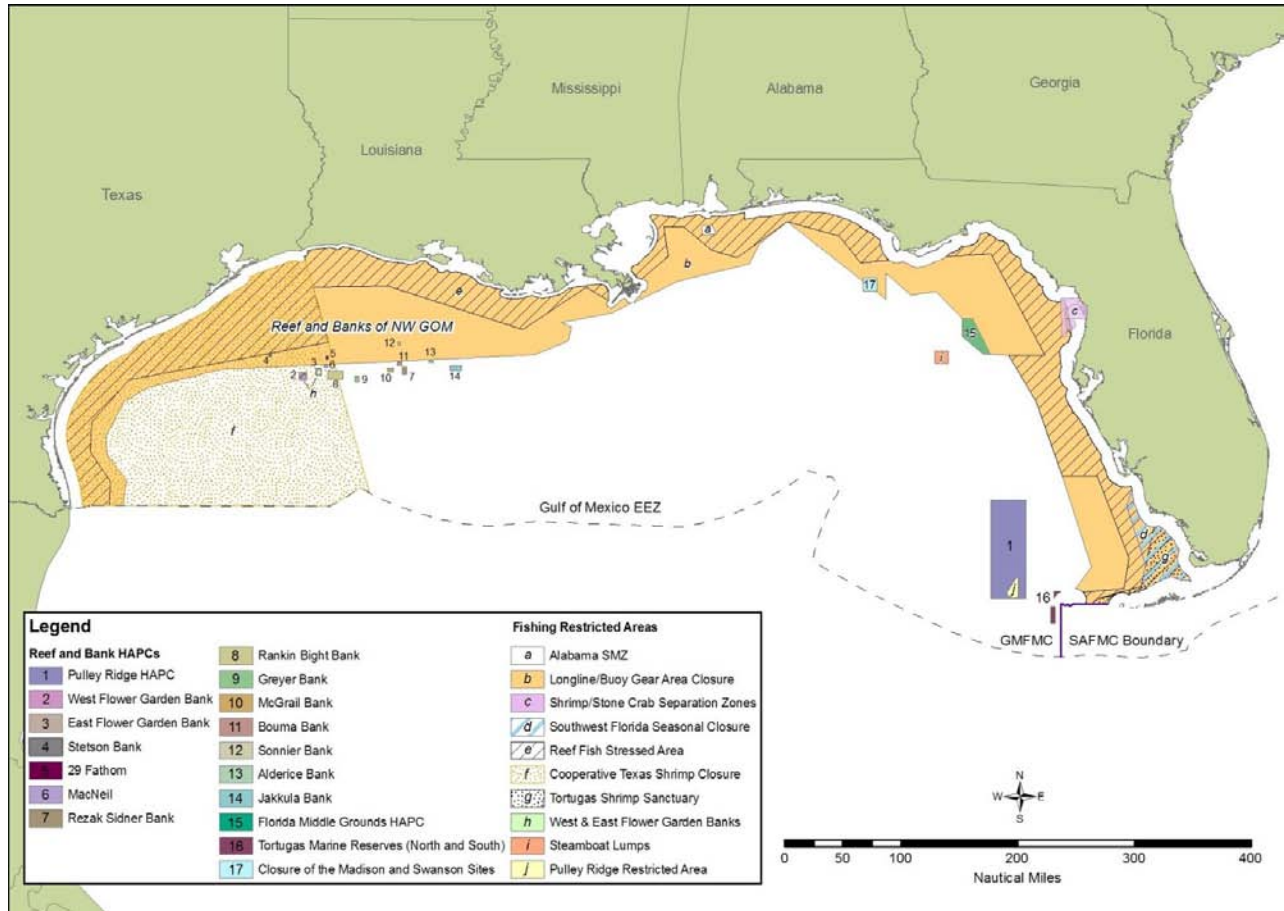 Mississippi
Alabama
Georgia
Louisiana
Texas
Florida
a
b
e
c
17
15
i
Reef and Banks of NW GOM
12
5
4
3
6
11
13
2
8
9
10
7
14
h
f
Gulf of Mexico EEZ
1
j
d
g
16
GMFMC
SAFMC Boundary
Legend
Reef and Bank HAPCs
1 Pulley Ridge HAPC
2 West Flower Garden Bank
3 East Flower Garden Bank
4 Stetson Bank
5 29 Fathom
6 MacNeil
7 Rezak Sidner Bank
8 Rankin Bight Bank
9 Greyer Bank
10 McGrail Bank
11 Bouma Bank
12 Sonnier Bank
13 Alderice Bank
14 Jakkula Bank
15 Florida Middle Grounds HAPC
16 Tortugas Marine Reserves (North and South)
17 Closure of the Madison and Swanson Sites
Fishing Restricted Areas
a Alabama SMZ
b Longline/Buoy Gear Area Closure
c Shrimp/Stone Crab Separation Zones
d Southwest Florida Seasonal Closure
e Reef Fish Stressed Area
f Cooperative Texas Shrimp Closure
g Tortugas Shrimp Sanctuary
h West & East Flower Garden Banks
i Steamboat Lumps
j Pulley Ridge Restricted Area
N
W E
S
0 50 100 200 300 400
Nautical Miles